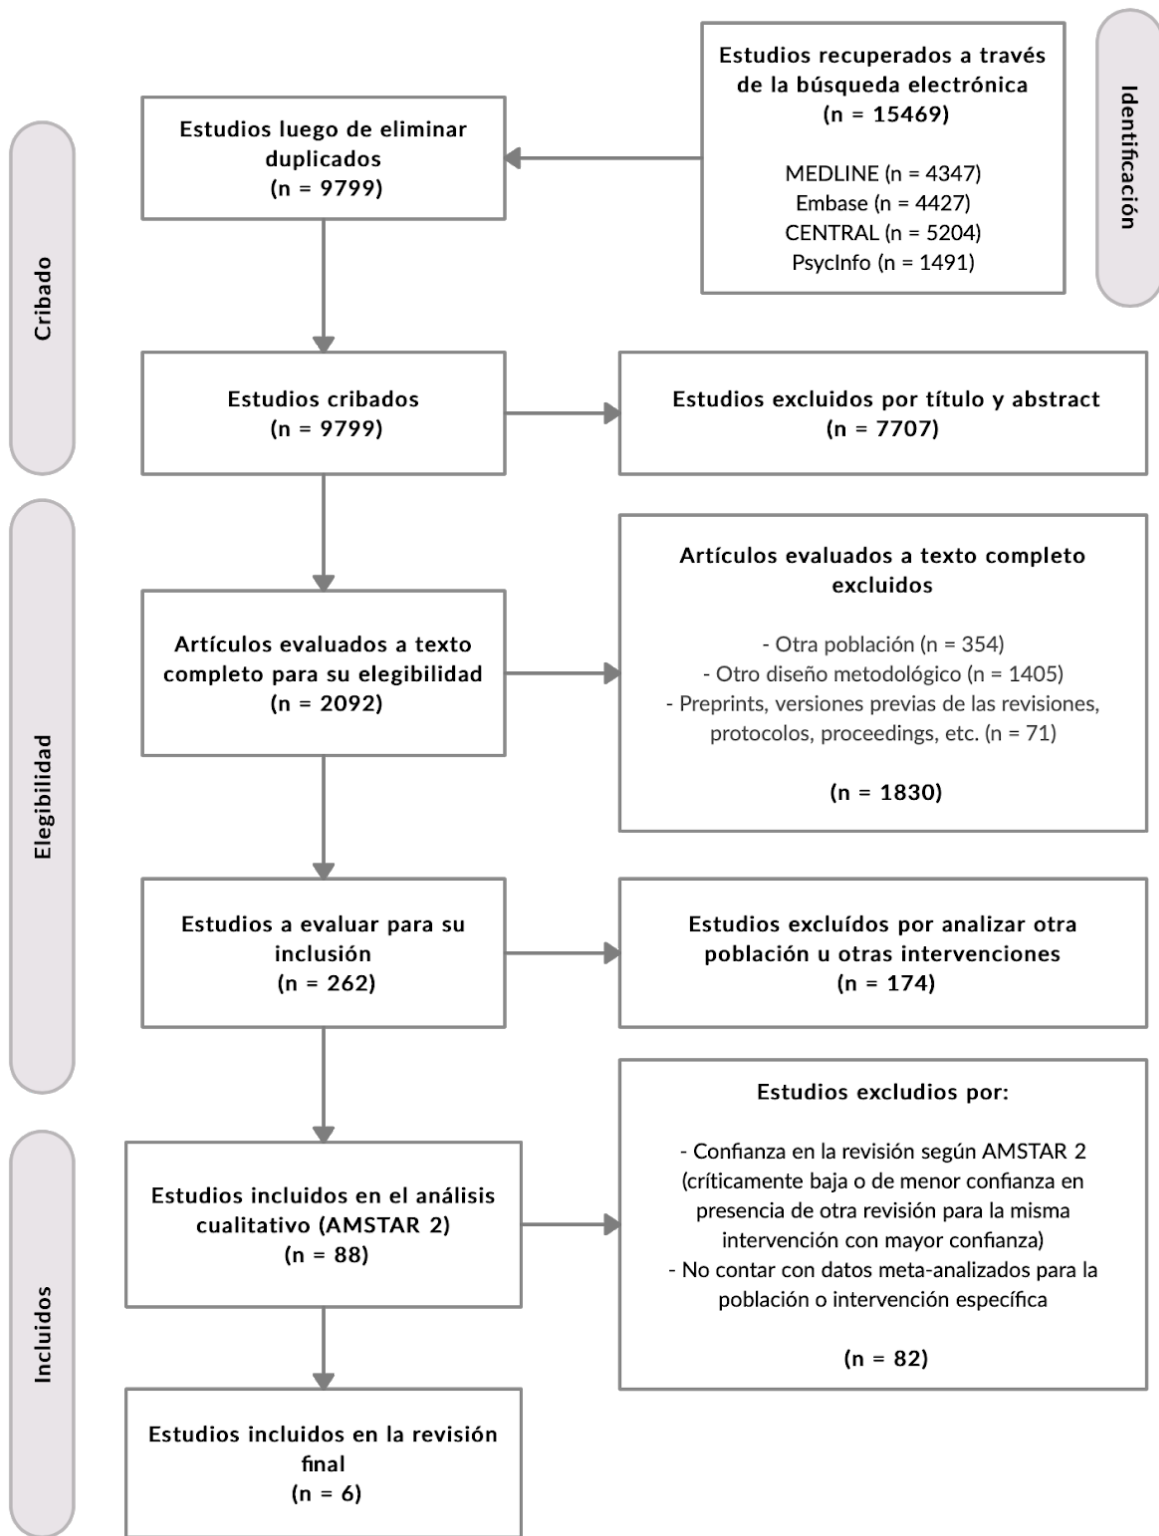 Estudios recuperados a través
de la búsqueda electrónica
(n = 15469)
MEDLINE (n = 4347)
Embase (n = 4427)
CENTRAL (n = 5204)
PsycInfo (n = 1491)
Identificación
Estudios luego de eliminar
duplicados
(n = 9799)
Cribado
Estudios cribados
(n = 9799)
Estudios excluidos por título y abstract
(n = 7707)
Elegibilidad
Artículos evaluados a texto
completo para su elegibilidad
(n = 2092)
Artículos evaluados a texto completo
excluidos
- Otra población (n = 354)
- Otro diseño metodológico (n = 1405)
- Preprints, versiones previas de las revisiones,
protocolos, proceedings, etc. (n = 71)
(n = 1830)
Estudios a evaluar para su
inclusión
(n = 262)
Estudios excluídos por analizar otra
población u otras intervenciones
(n = 174)
Incluidos
Estudios incluidos en el análisis
cualitativo (AMSTAR 2)
(n = 88)
Estudios excludios por:
- Confianza en la revisión según AMSTAR 2
(críticamente baja o de menor confianza en
presencia de otra revisión para la misma
intervención con mayor confianza)
- No contar con datos meta-analizados para la
población o intervención específica
(n = 82)
Estudios incluidos en la revisión
final
(n = 6)